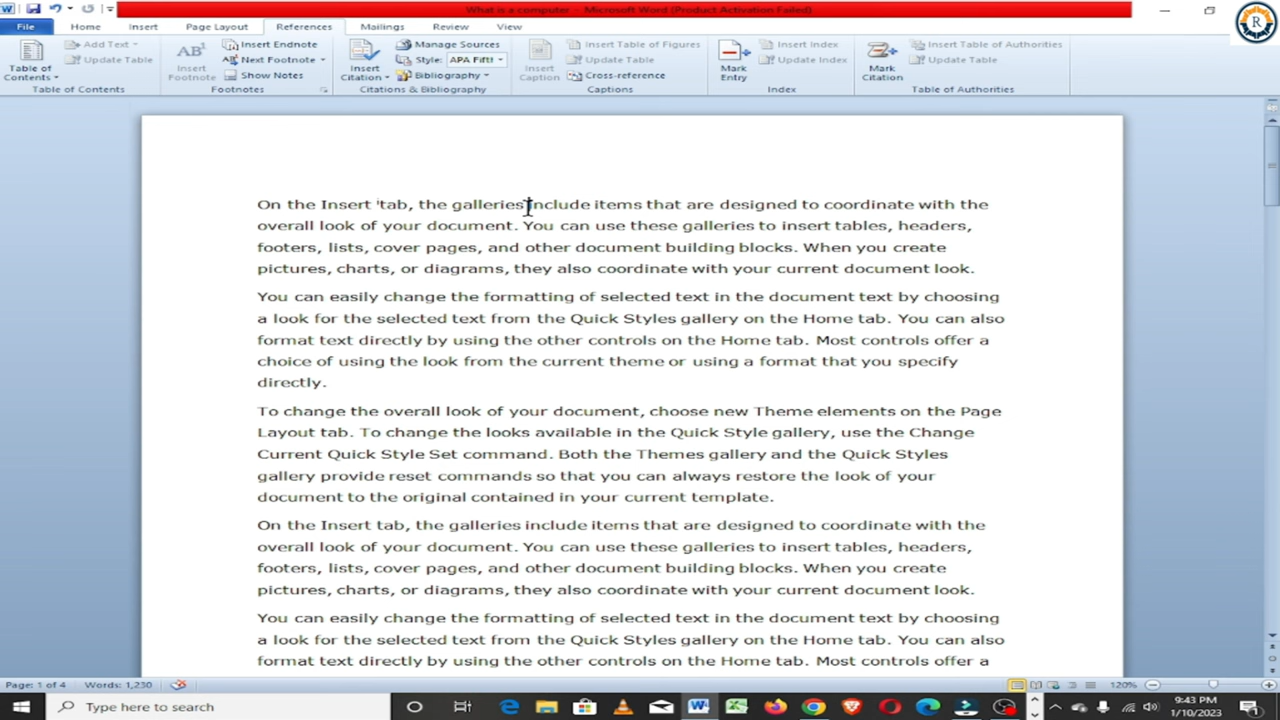 What is a computer - Microsoft Word (Product Activation Failed)
File Home Insert Page Layout References Mailings Review View
Table of Contents
Add Text
Update Table
Table of Contents
AB1
Insert Footnote
Insert Endnote
Next Footnote
Show Notes
Footnotes
Insert Citation
Manage Sources
Style: APA Fifth
Bibliography
Citations & Bibliography
Insert Caption
Insert Table of Figures
Update Table
Cross-reference
Captions
Mark Entry
Insert Index
Update Index
Index
Mark Citation
Insert Table of Authorities
Update Table
Table of Authorities
R
On the Insert 'tab, the galleries include items that are designed to coordinate with the
overall look of your document. You can use these galleries to insert tables, headers,
footers, lists, cover pages, and other document building blocks. When you create
pictures, charts, or diagrams, they also coordinate with your current document look.
You can easily change the formatting of selected text in the document text by choosing
a look for the selected text from the Quick Styles gallery on the Home tab. You can also
format text directly by using the other controls on the Home tab. Most controls offer a
choice of using the look from the current theme or using a format that you specify
directly.
To change the overall look of your document, choose new Theme elements on the Page
Layout tab. To change the looks available in the Quick Style gallery, use the Change
Current Quick Style Set command. Both the Themes gallery and the Quick Styles
gallery provide reset commands so that you can always restore the look of your
document to the original contained in your current template.
On the Insert tab, the galleries include items that are designed to coordinate with the
overall look of your document. You can use these galleries to insert tables, headers,
footers, lists, cover pages, and other document building blocks. When you create
pictures, charts, or diagrams, they also coordinate with your current document look.
You can easily change the formatting of selected text in the document text by choosing
a look for the selected text from the Quick Styles gallery on the Home tab. You can also
format text directly by using the other controls on the Home tab. Most controls offer a
Page: 1 of 4 Words: 1,230 120%
Type here to search
9:43 PM
1/10/2023